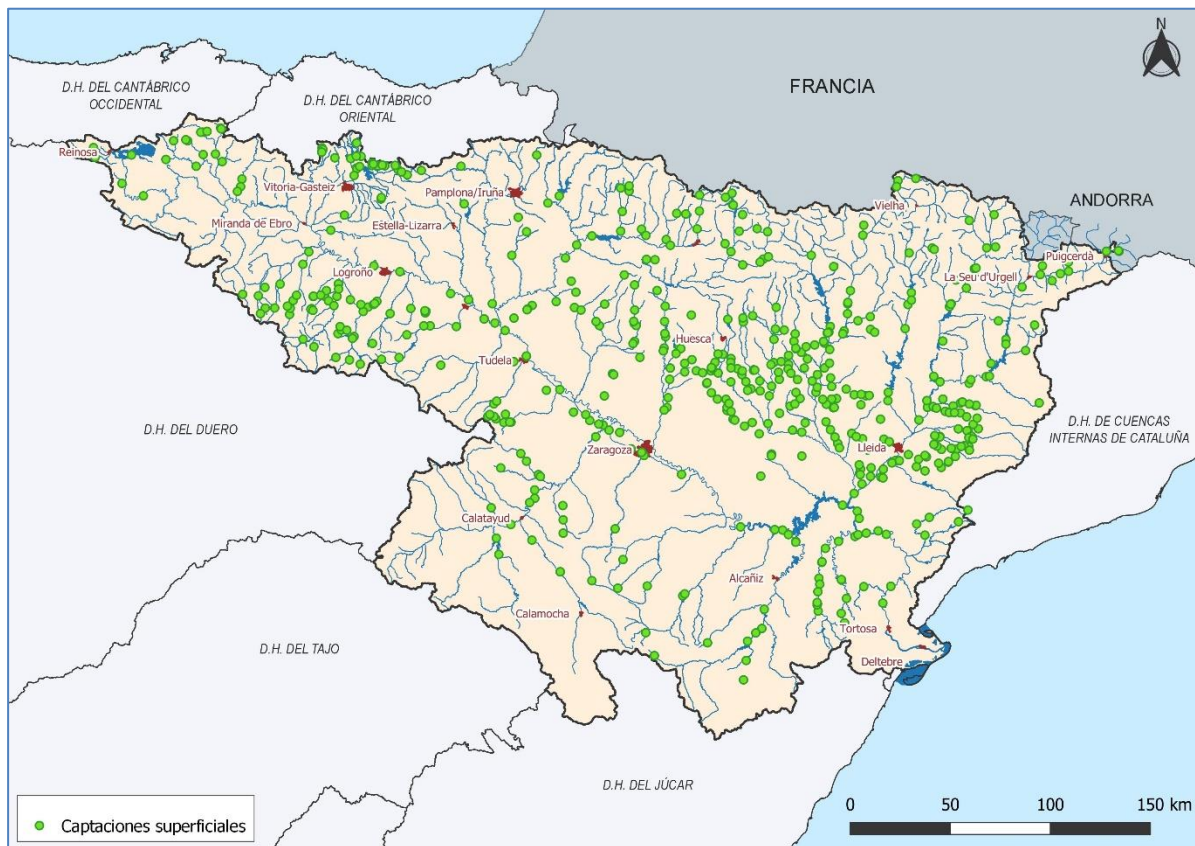 N
FRANCIA
D.H. DEL CANTÁBRICO
OCCIDENTAL
D.H. DEL CANTÁBRICO
ORIENTAL
Reinosa
Vitoria-Gasteiz
Pamplona/Iruña
Vielha
ANDORRA
Miranda de Ebro
Estella-Lizarra
Puigcerdà
Logroño
La Seu d'Urgell
Huesca
Tudela
D.H. DEL DUERO
D.H. DE CUENCAS
INTERNAS DE CATALUÑA
Zaragoza
Lleida
Calatayud
Alcañiz
Calamocha
Tortosa
D.H. DEL TAJO
Deltebre
D.H. DEL JÚCAR
Captaciones superficiales
0 50 100 150 km